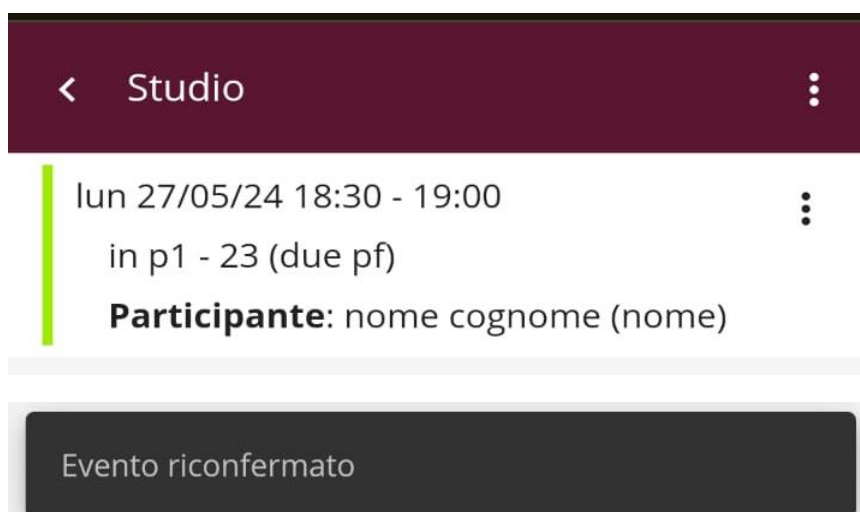 Studio
lun 27/05/24 18:30 - 19:00
in p1 - 23 (due pf)
Participante: nome cognome (nome)
Evento riconfermato